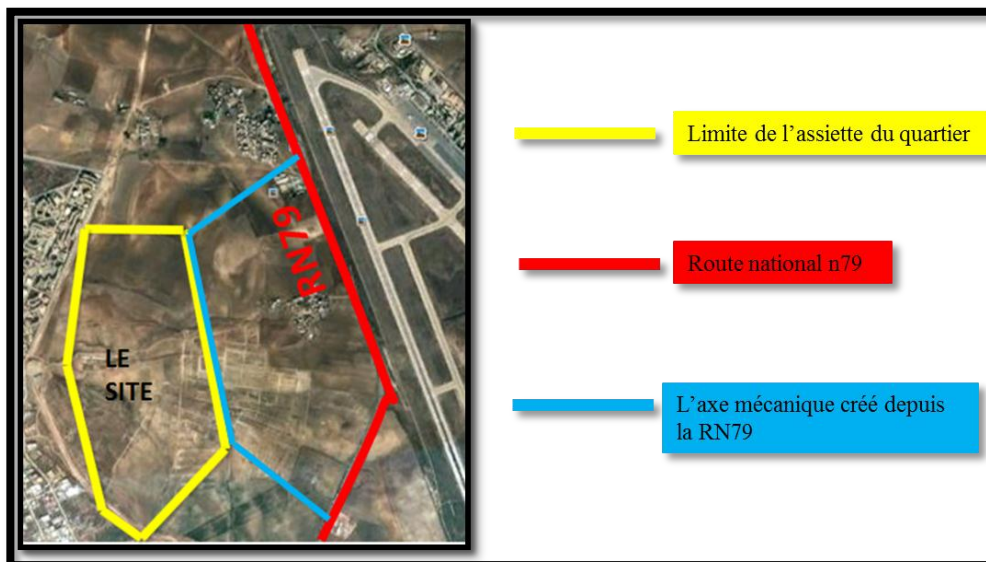 RN79
LE
SITE
Limite de l’assiette du quartier
Route national n79
L’axe mécanique créé depuis
la RN79